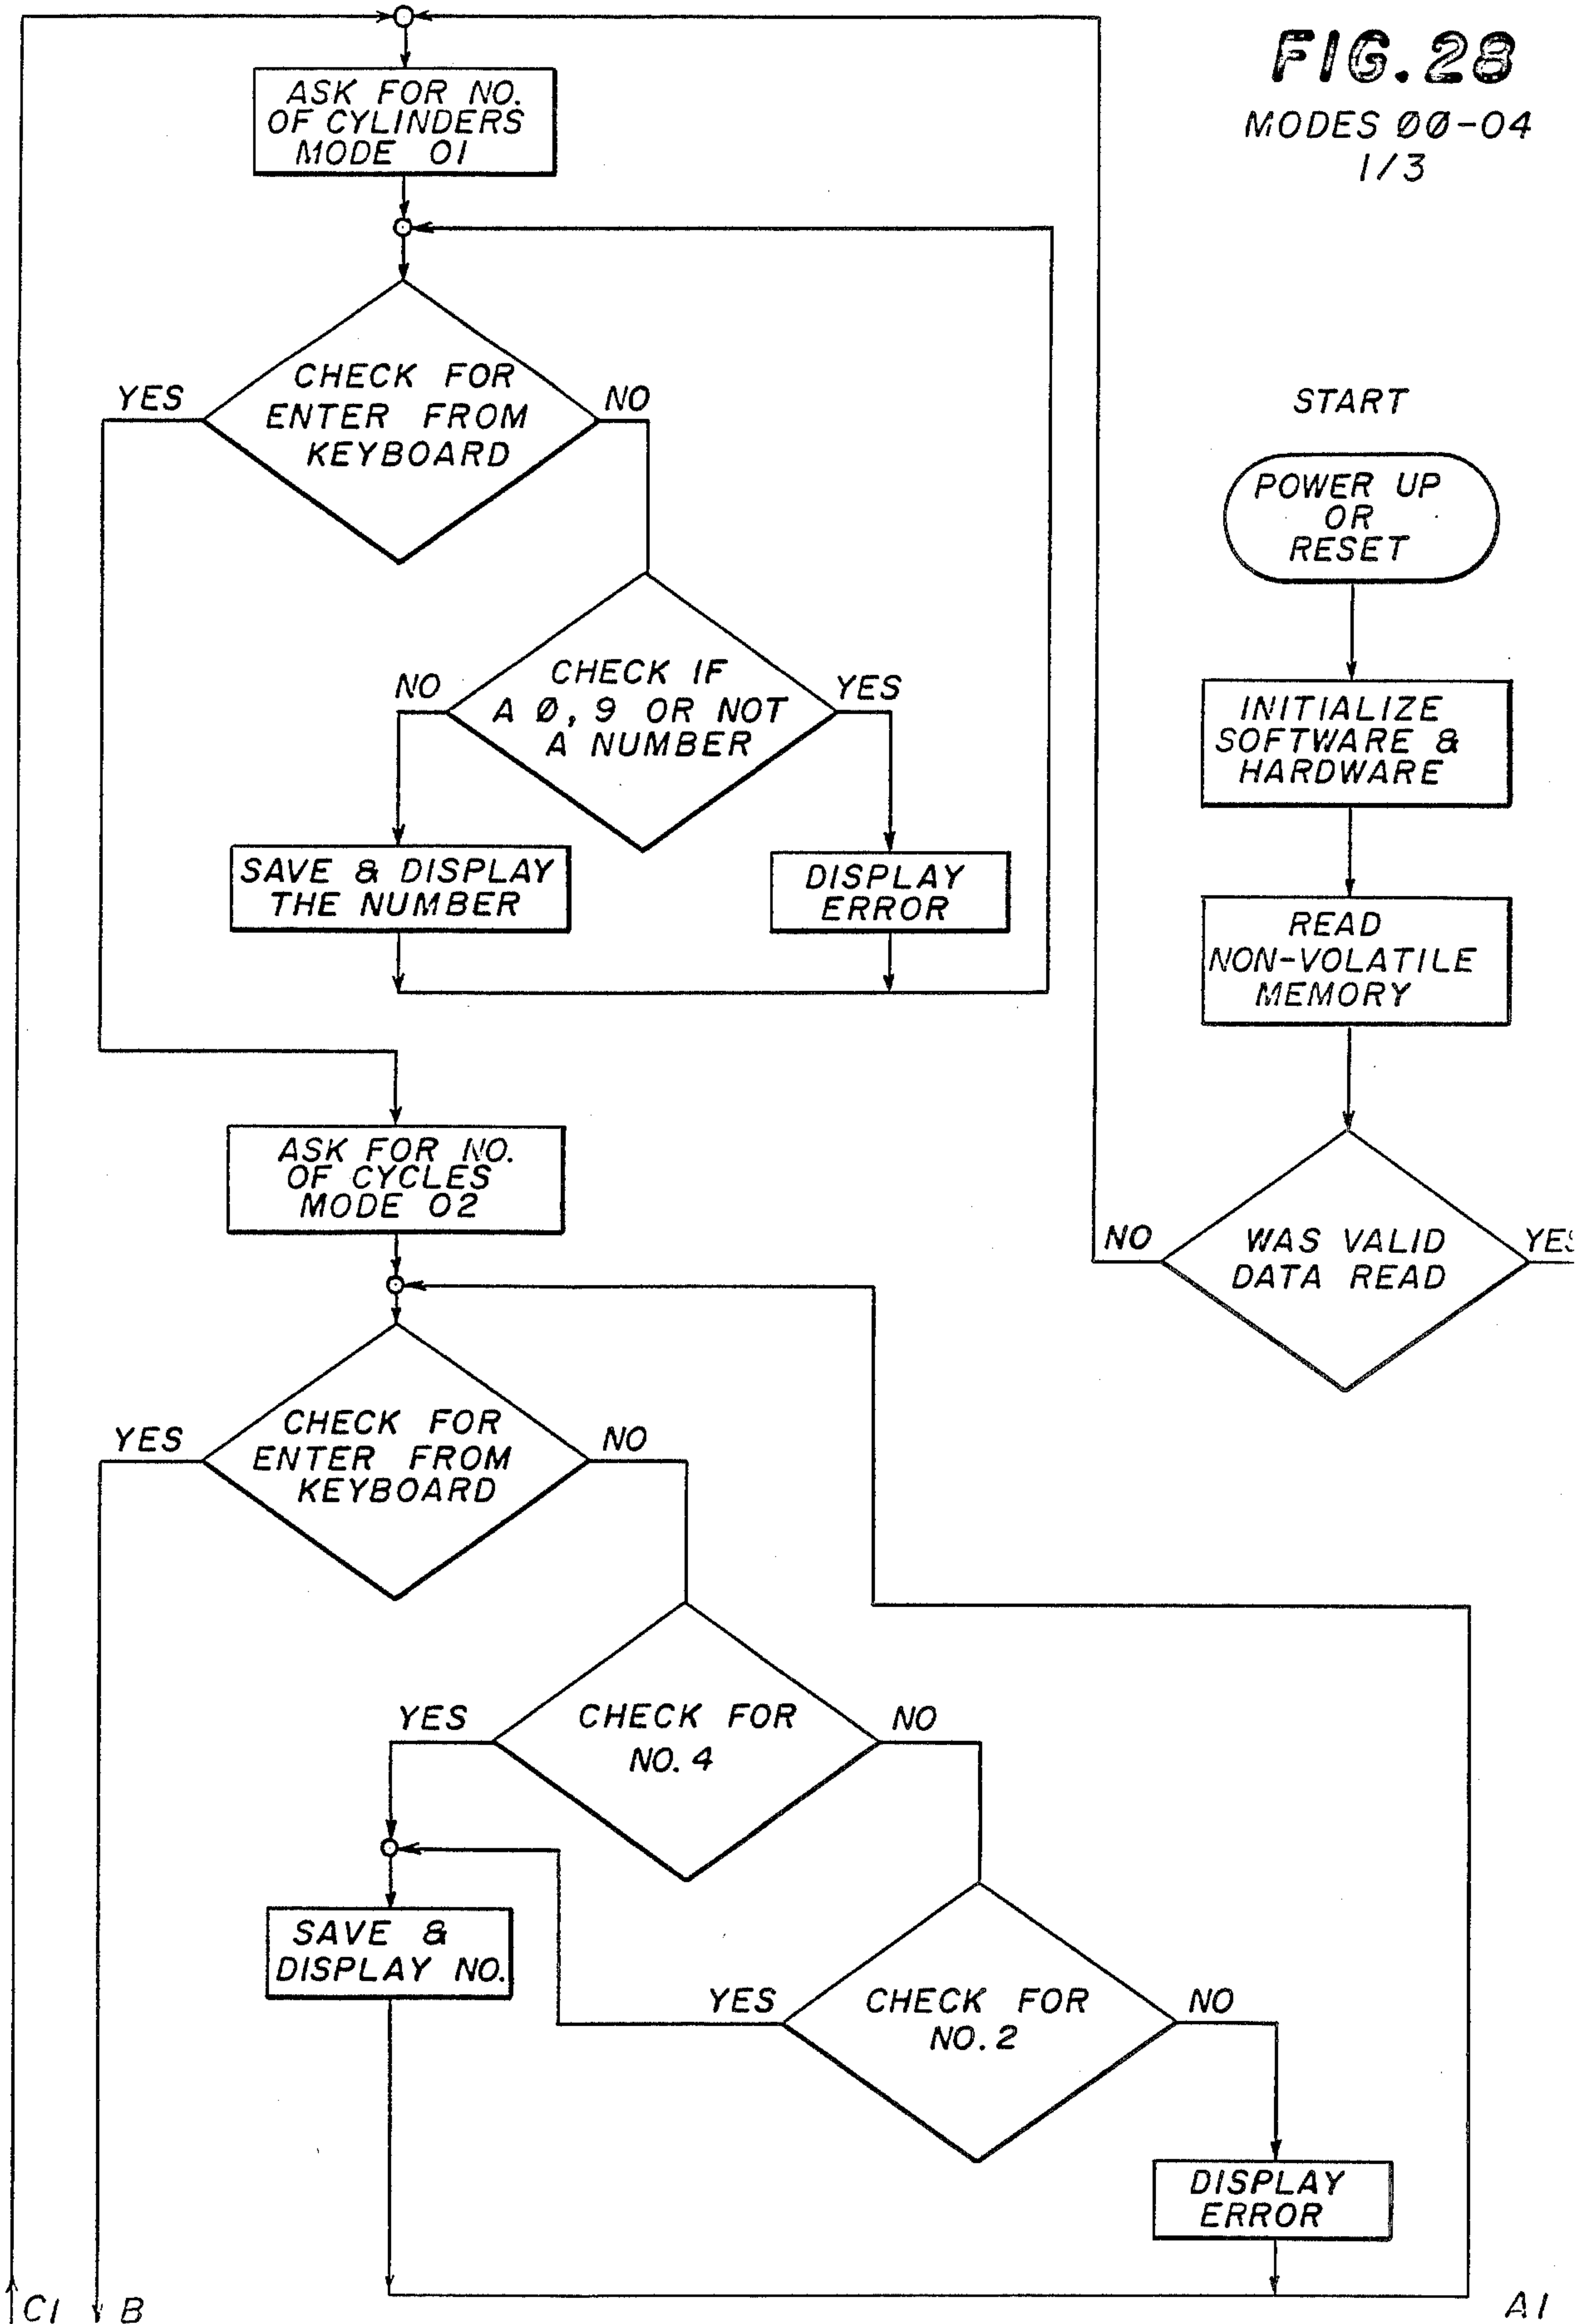 FIG. 28
MODES 00-04
1/3
ASK FOR NO.
OF CYLINDERS
MODE 01
CHECK FOR
ENTER FROM
KEYBOARD
YES
NO
CHECK IF
A 0, 9 OR NOT
A NUMBER
NO
YES
SAVE & DISPLAY
THE NUMBER
DISPLAY
ERROR
START
POWER UP
OR
RESET
INITIALIZE
SOFTWARE &
HARDWARE
READ
NON-VOLATILE
MEMORY
WAS VALID
DATA READ
NO
YES
ASK FOR NO.
OF CYCLES
MODE 02
CHECK FOR
ENTER FROM
KEYBOARD
YES
NO
CHECK FOR
NO. 4
YES
NO
SAVE &
DISPLAY NO.
CHECK FOR
NO. 2
YES
NO
DISPLAY
ERROR
C1
B
A1